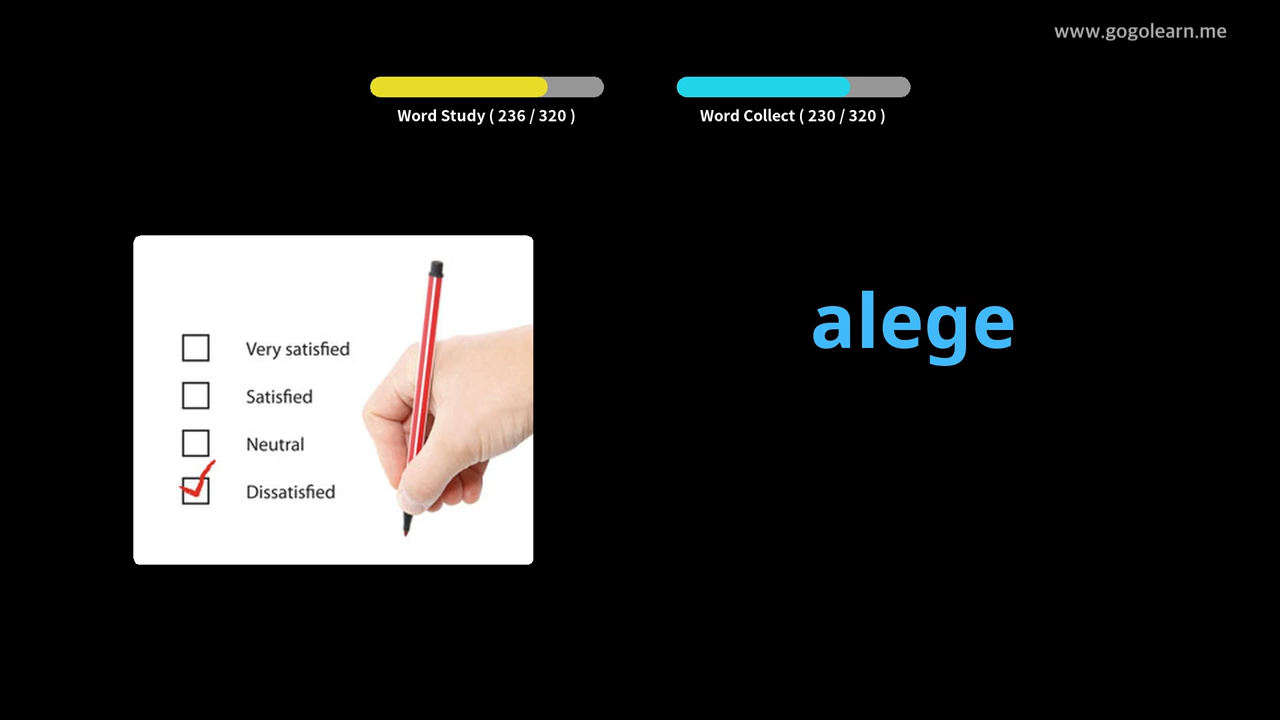 www.gogolearn.me
Word Study ( 236 / 320 )
Word Collect ( 230 / 320 )
alege
Very satisfied
Satisfied
Neutral
Dissatisfied